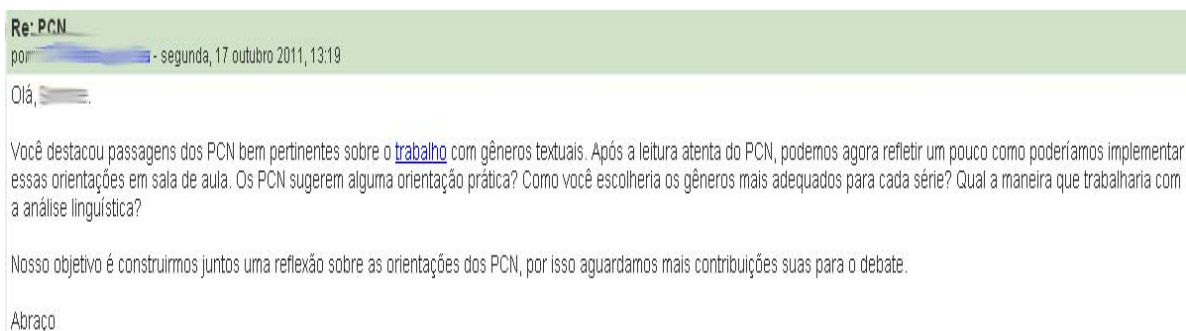 Re: PCN
por - segunda, 17 outubro 2011, 13:19
Olá,
Você destacou passagens dos PCN bem pertinentes sobre o trabalho com gêneros textuais. Após a leitura atenta do PCN, podemos agora refletir um pouco como poderíamos implementar
essas orientações em sala de aula. Os PCN sugerem alguma orientação prática? Como você escolheria os gêneros mais adequados para cada série? Qual a maneira que trabalharia com
a análise linguística?
Nosso objetivo é construirmos juntos uma reflexão sobre as orientações dos PCN, por isso aguardamos mais contribuições suas para o debate.
Abraço